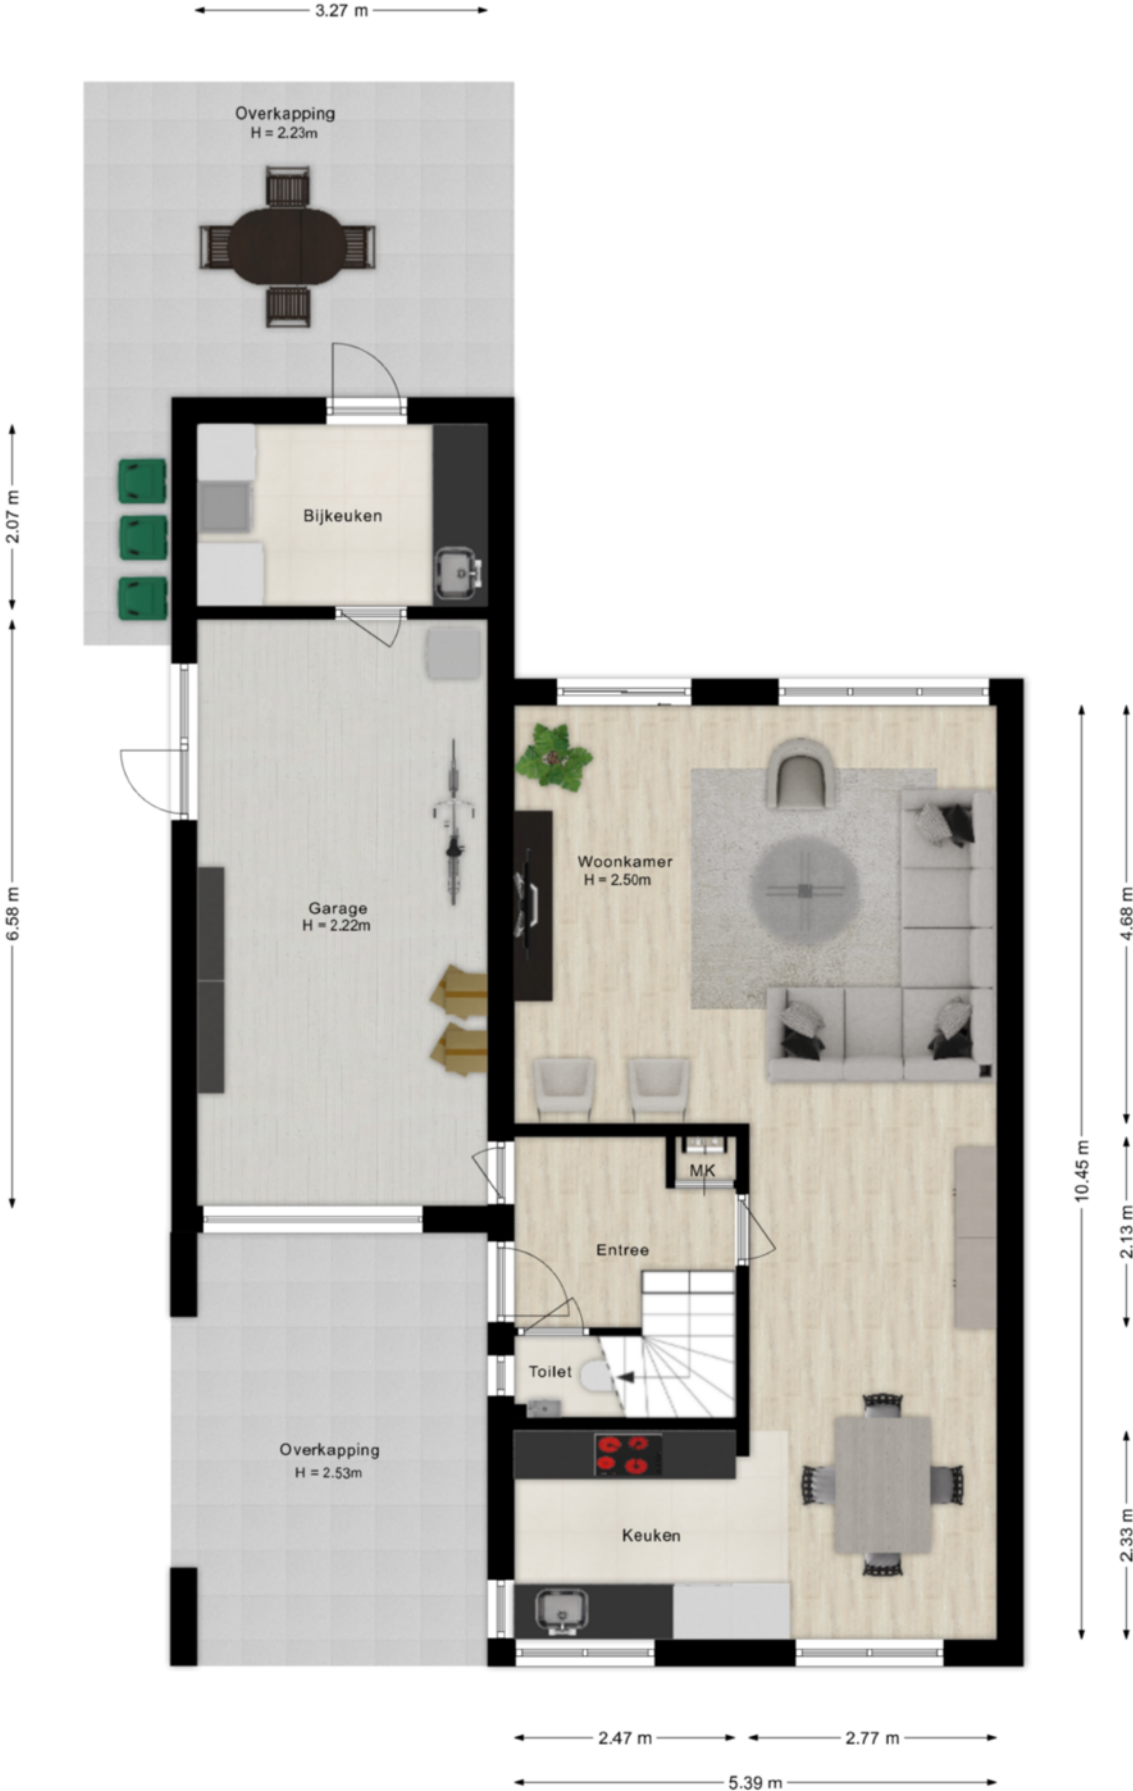 3.27 m
Overkapping
H = 2.23m
2.07 m
Bijkeuken
6.58 m
Garage
H = 2.22m
Woonkamer
H = 2.50m
4.68 m
10.45 m
MK
2.13 m
Entree
Toilet
Overkapping
H = 2.53m
Keuken
2.33 m
2.47 m
2.77 m
5.39 m